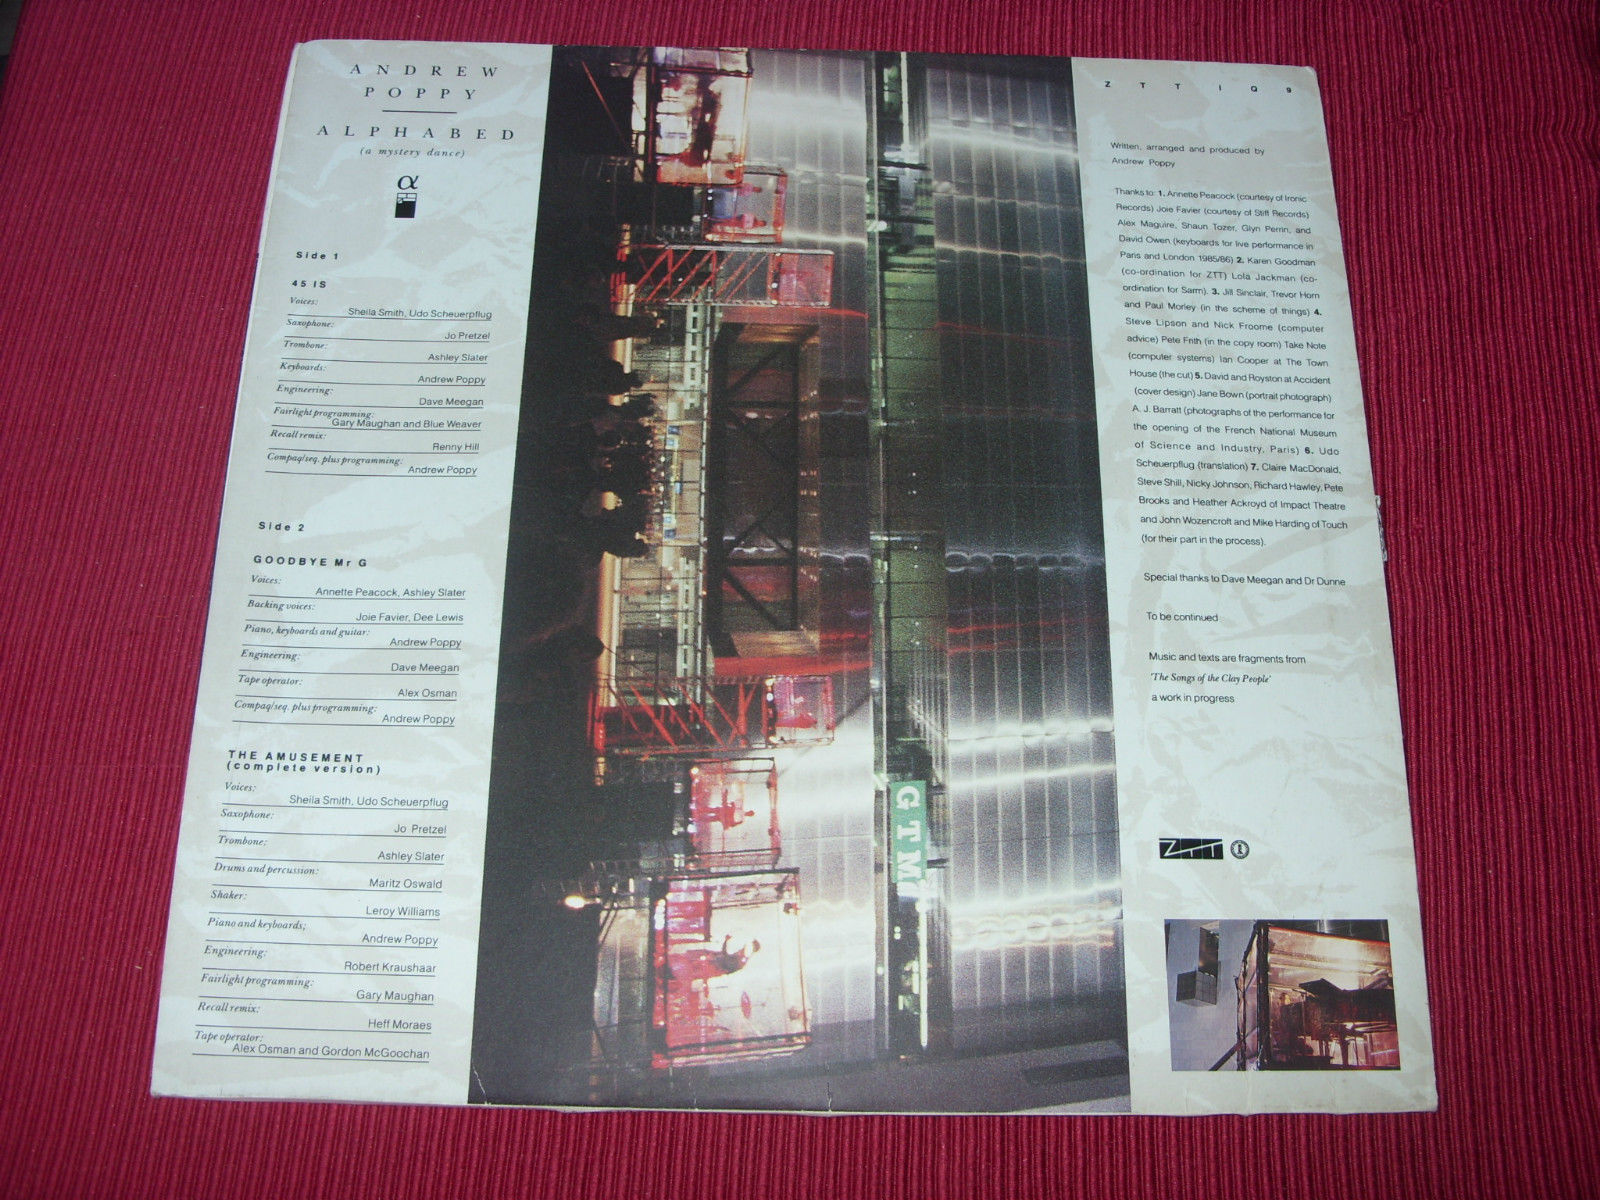 ANDREW
POPPY
ALPHABED
(a mystery dance)
α
Side 1
45 IS
Voices:
Sheila Smith, Udo Scheuerpflug
Saxophone:
Jo Pretzel
Trombone:
Ashley Slater
Keyboards:
Andrew Poppy
Engineering:
Dave Meegan
Fairlight programming:
Gary Maughan and Blue Weaver
Recall remix:
Renny Hill
Compaq/seq. plus programming:
Andrew Poppy
Side 2
GOODBYE Mr G
Voices:
Annette Peacock, Ashley Slater
Backing voices:
Joie Favier, Dee Lewis
Piano, keyboards and guitar:
Andrew Poppy
Engineering:
Dave Meegan
Tape operator:
Alex Osman
Compaq/seq. plus programming:
Andrew Poppy
THE AMUSEMENT
(complete version)
Voices:
Sheila Smith, Udo Scheuerpflug
Saxophone:
Jo Pretzel
Trombone:
Ashley Slater
Drums and percussion:
Maritz Oswald
Shaker:
Leroy Williams
Piano and keyboards;
Andrew Poppy
Engineering:
Robert Kraushaar
Fairlight programming:
Gary Maughan
Recall remix:
Heff Moraes
Tape operator:
Alex Osman and Gordon McGoochan
GTM
ZTT IQ 9
Written, arranged and produced by
Andrew Poppy
Thanks to: 1. Annette Peacock (courtesy of Ironic
Records) Joie Favier (courtesy of Stiff Records)
Alex Maguire, Shaun Tozer, Glyn Perrin, and
David Owen (keyboards for live performance in
Paris and London 1985/86) 2. Karen Goodman
(co-ordination for ZTT) Lola Jackman (co-
ordination for Sarm). 3. Jill Sinclair, Trevor Horn
and Paul Morley (in the scheme of things) 4.
Steve Lipson and Nick Froome (computer
advice) Pete Frith (in the copy room) Take Note
(computer systems) Ian Cooper at The Town
House (the cut) 5. David and Royston at Accident
(cover design) Jane Bown (portrait photograph)
A. J. Barratt (photographs of the performance for
the opening of the French National Museum
of Science and Industry, Paris) 6. Udo
Scheuerpflug (translation) 7. Claire MacDonald,
Steve Shill, Nicky Johnson, Richard Hawley, Pete
Brooks and Heather Ackroyd of Impact Theatre
and John Wozencroft and Mike Harding of Touch
(for their part in the process).
Special thanks to Dave Meegan and Dr Dunne
To be continued
Music and texts are fragments from
'The Songs of the Clay People'
a work in progress
ZTT